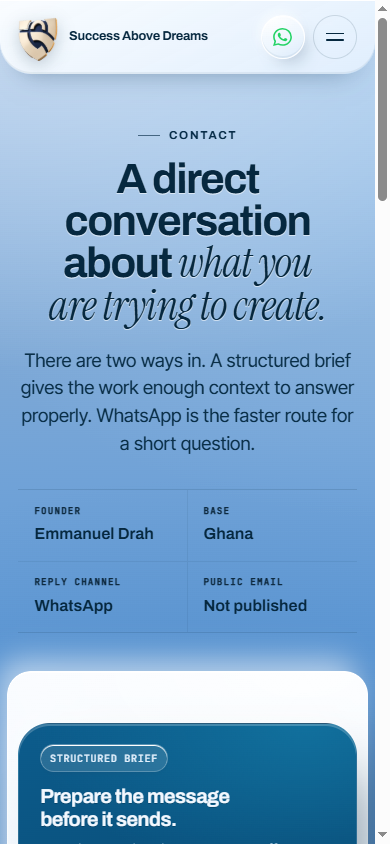 Success Above Dreams
CONTACT
A direct
conversation
about what you
are trying to create.
There are two ways in. A structured brief
gives the work enough context to answer
properly. WhatsApp is the faster route for
a short question.
FOUNDER
Emmanuel Drah
BASE
Ghana
REPLY CHANNEL
WhatsApp
PUBLIC EMAIL
Not published
STRUCTURED BRIEF
Prepare the message
before it sends.